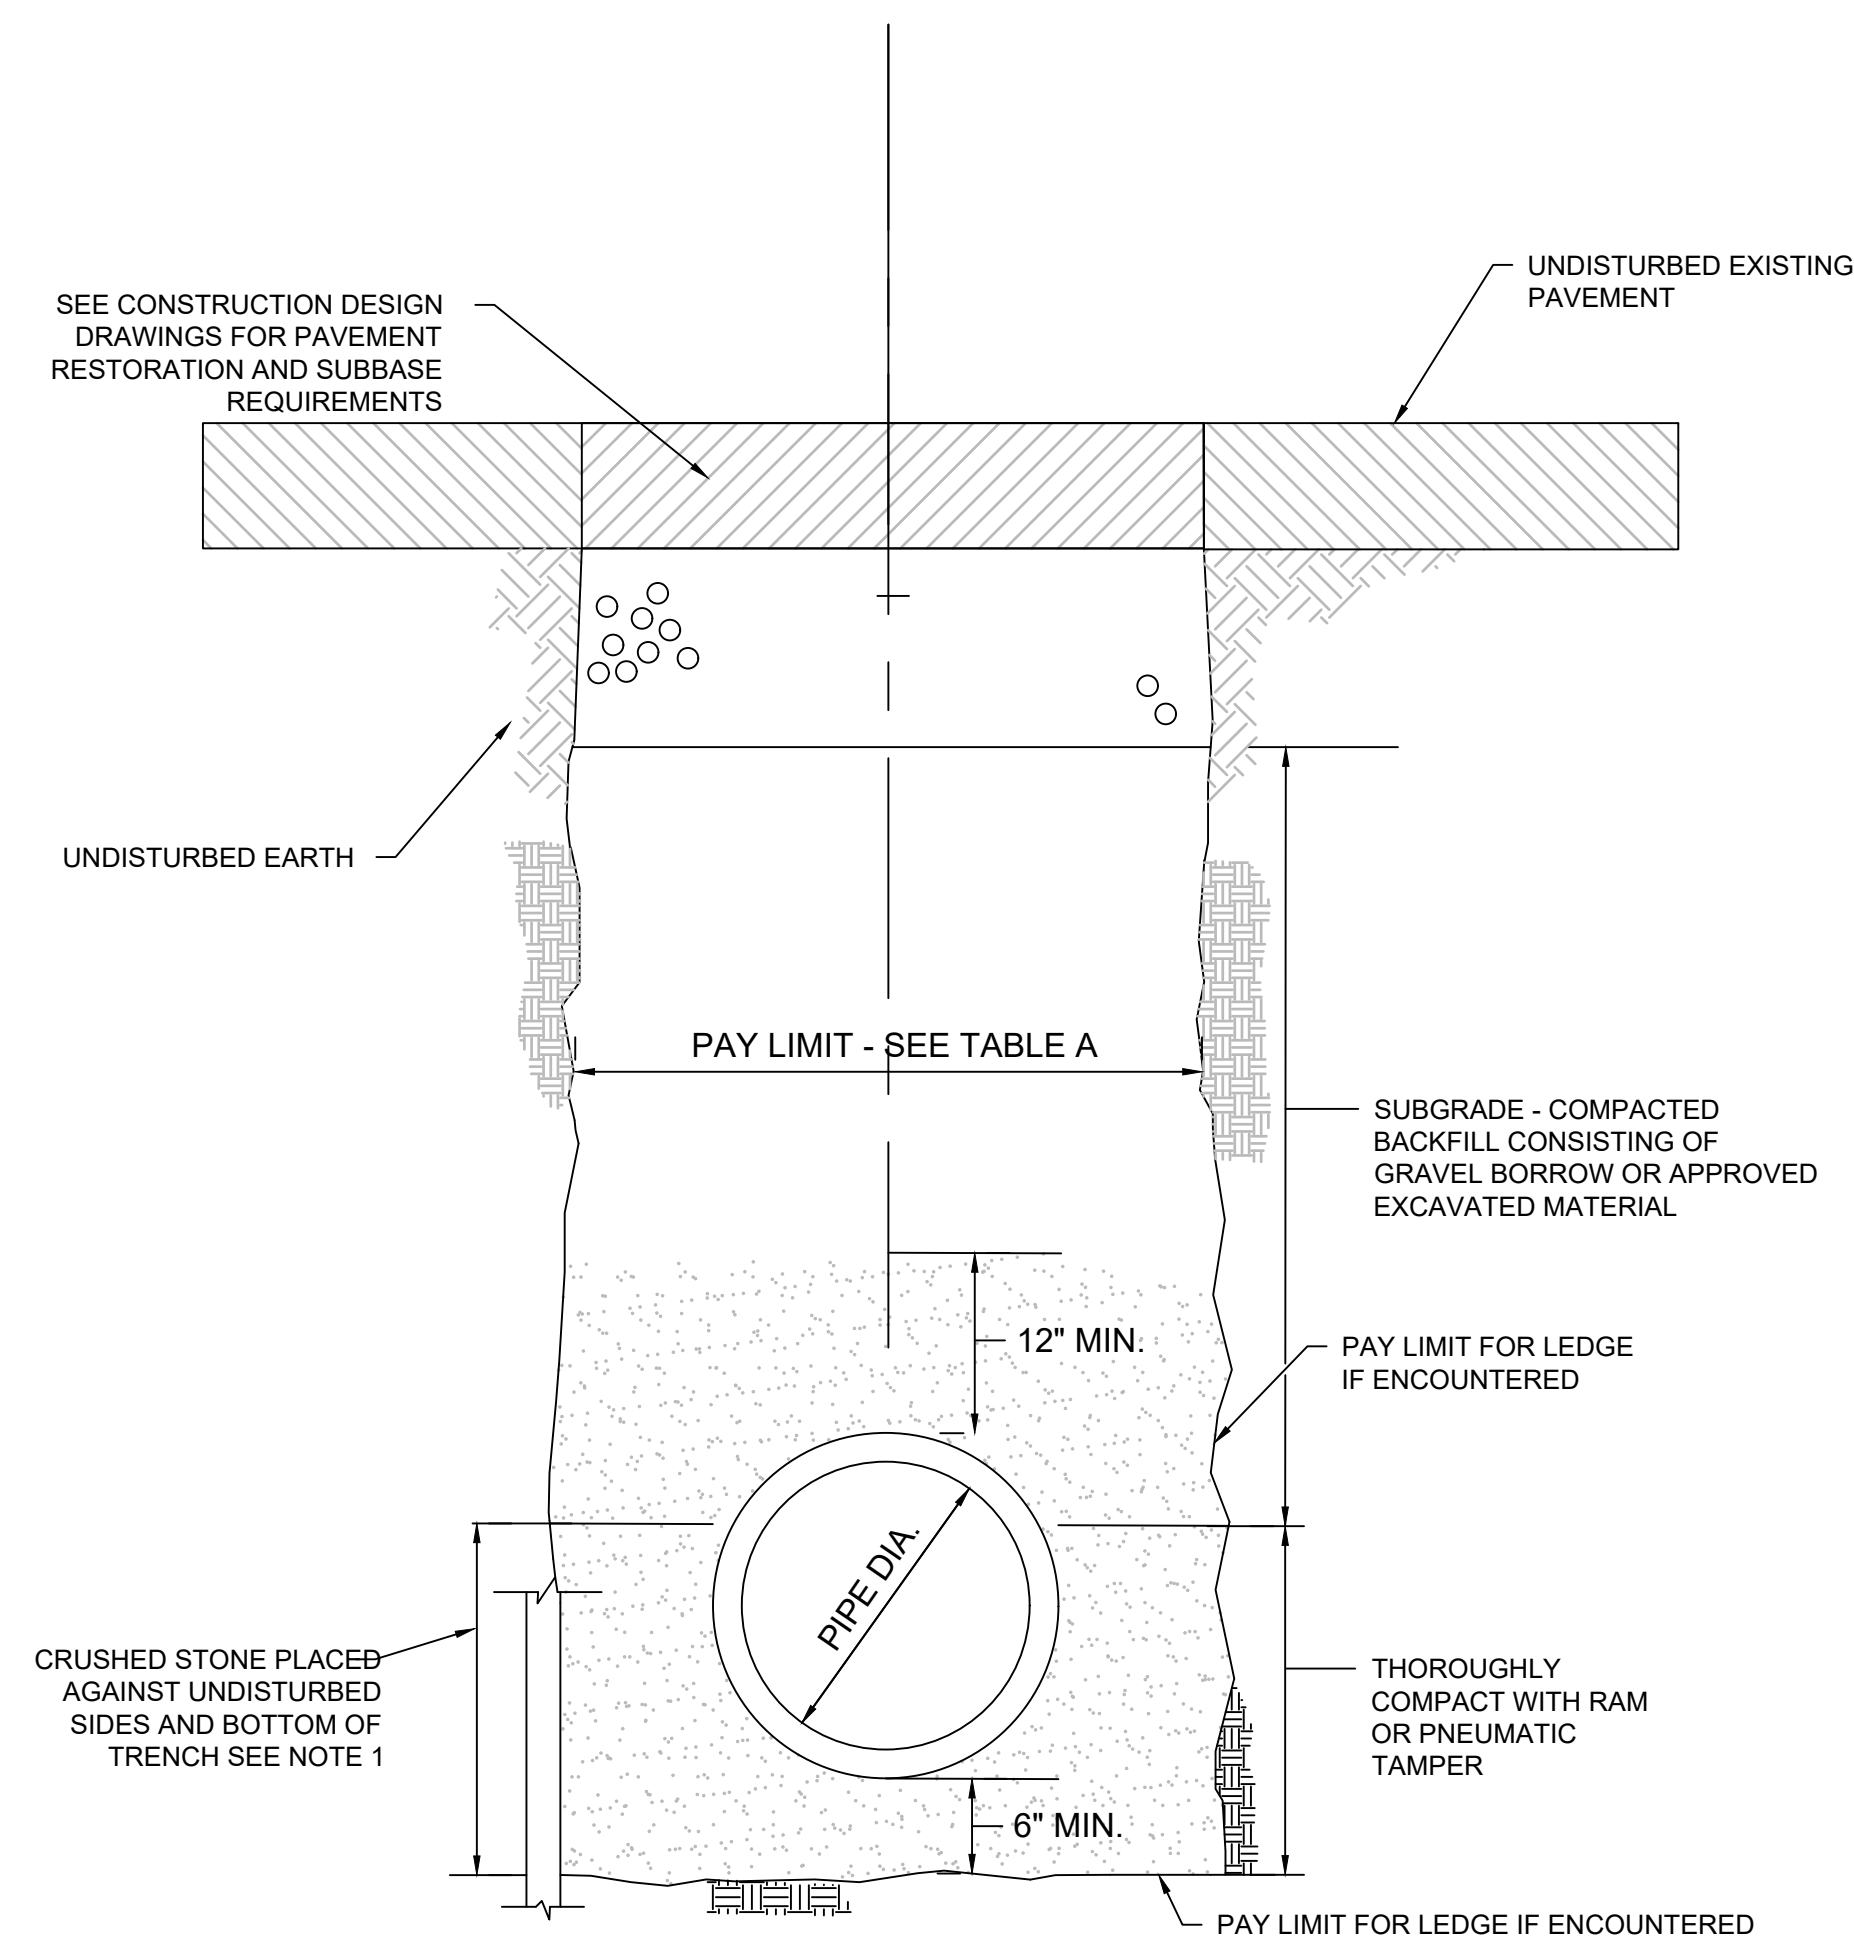 UNDISTURBED EXISTING
PAVEMENT
SEE CONSTRUCTION DESIGN
DRAWINGS FOR PAVEMENT
RESTORATION AND SUBBASE
REQUIREMENTS
UNDISTURBED EARTH
PAY LIMIT - SEE TABLE A
SUBGRADE - COMPACTED
BACKFILL CONSISTING OF
GRAVEL BORROW OR APPROVED
EXCAVATED MATERIAL
12" MIN.
PAY LIMIT FOR LEDGE
IF ENCOUNTERED
PIPE DIA.
CRUSHED STONE PLACED
AGAINST UNDISTURBED
SIDES AND BOTTOM OF
TRENCH SEE NOTE 1
THOROUGHLY
COMPACT WITH RAM
OR PNEUMATIC
TAMPER
6" MIN.
PAY LIMIT FOR LEDGE IF ENCOUNTERED